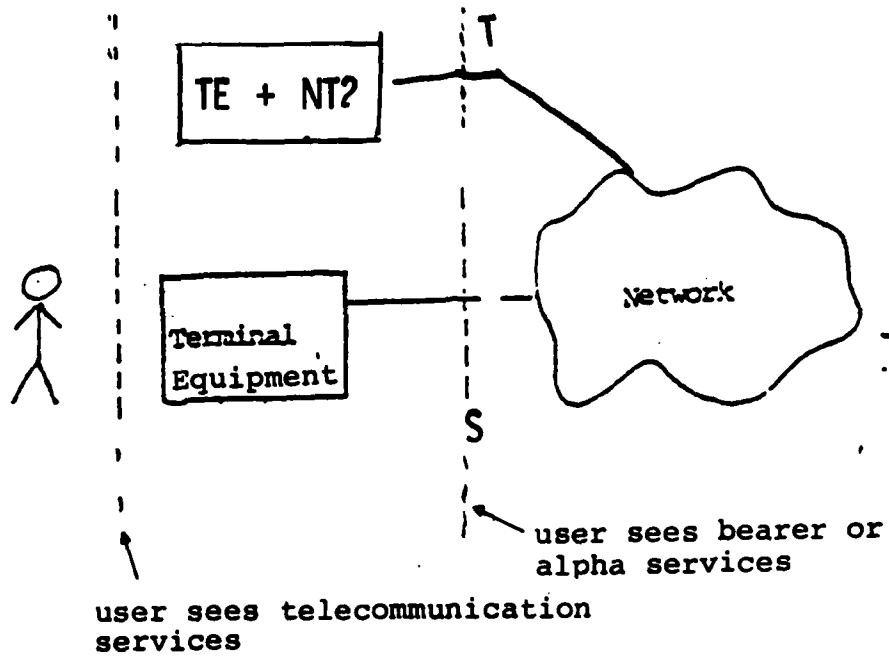 T
TE + NT2
Network
Terminal
Equipment
S
user sees bearer or
alpha services
user sees telecommunication
services